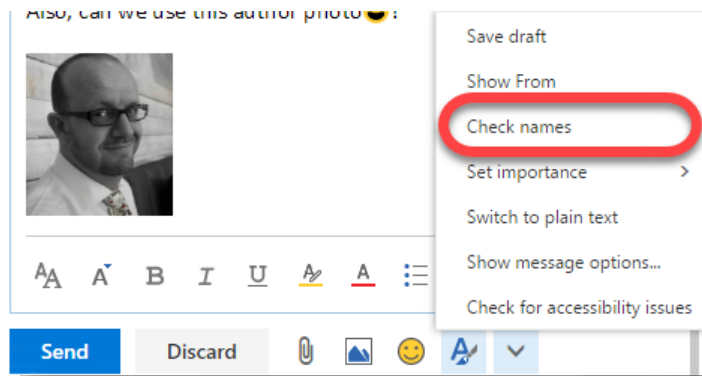 Also, can we use this author photo😀?
Save draft
Show From
Check names
Set importance
Switch to plain text
Show message options...
Check for accessibility issues
Send
Discard